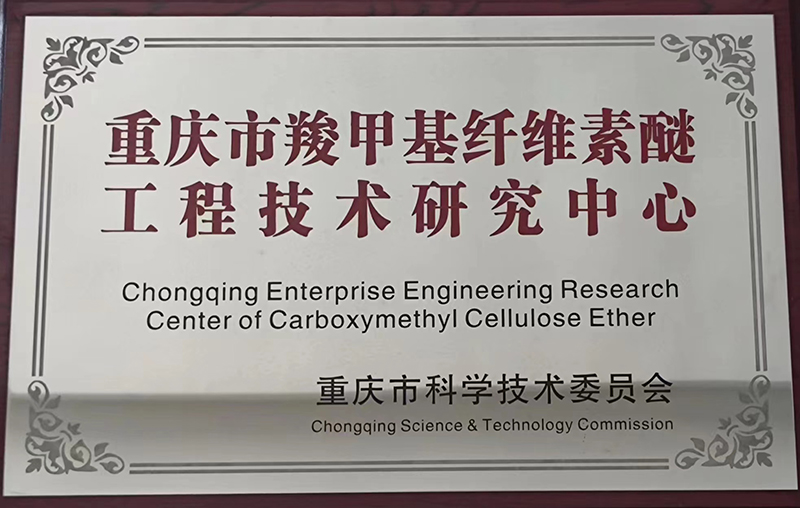 重庆市羧甲基纤维素醚
工程技术研究中心
Chongqing Enterprise Engineering Research
Center of Carboxymethyl Cellulose Ether
重庆市科学技术委员会
Chongqing Science & Technology Commission